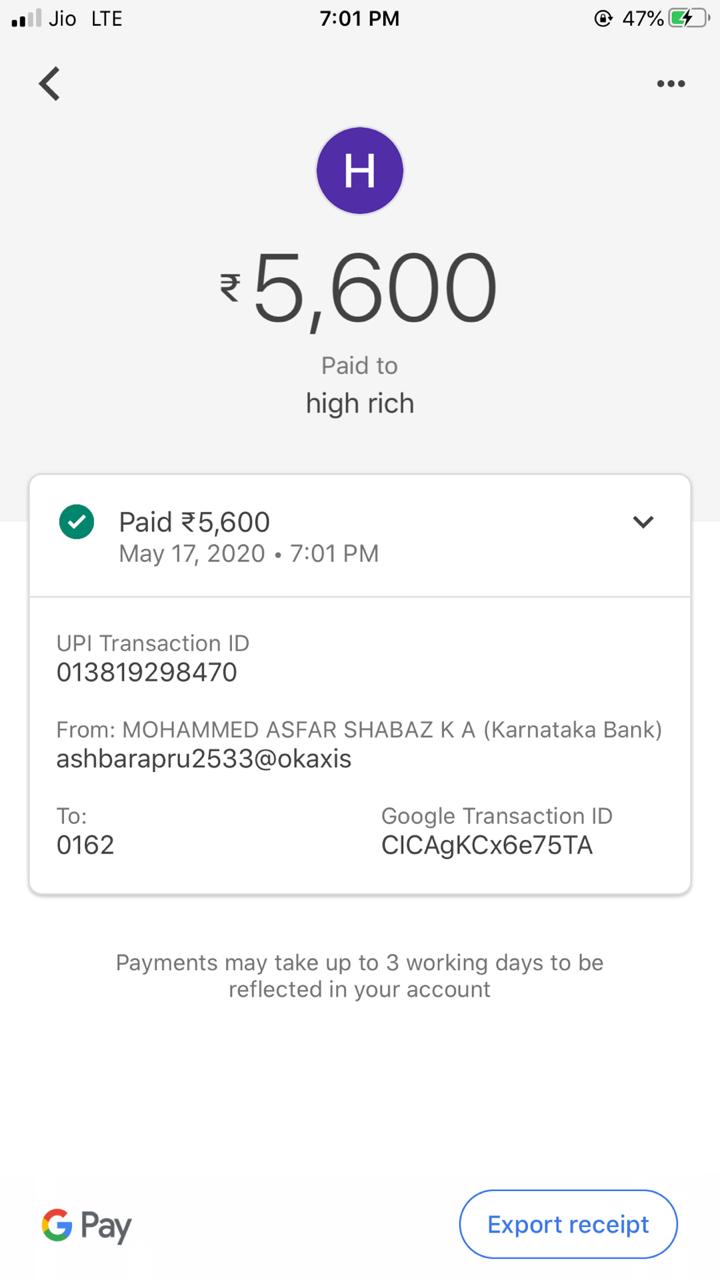 Jio LTE 7:01 PM 47%
H
₹5,600
Paid to
high rich
Paid ₹5,600
May 17, 2020 • 7:01 PM
UPI Transaction ID
013819298470
From: MOHAMMED ASFAR SHABAZ K A (Karnataka Bank)
ashbarapru2533@okaxis
To: Google Transaction ID
0162 CICAgKCx6e75TA
Payments may take up to 3 working days to be
reflected in your account
G Pay Export receipt